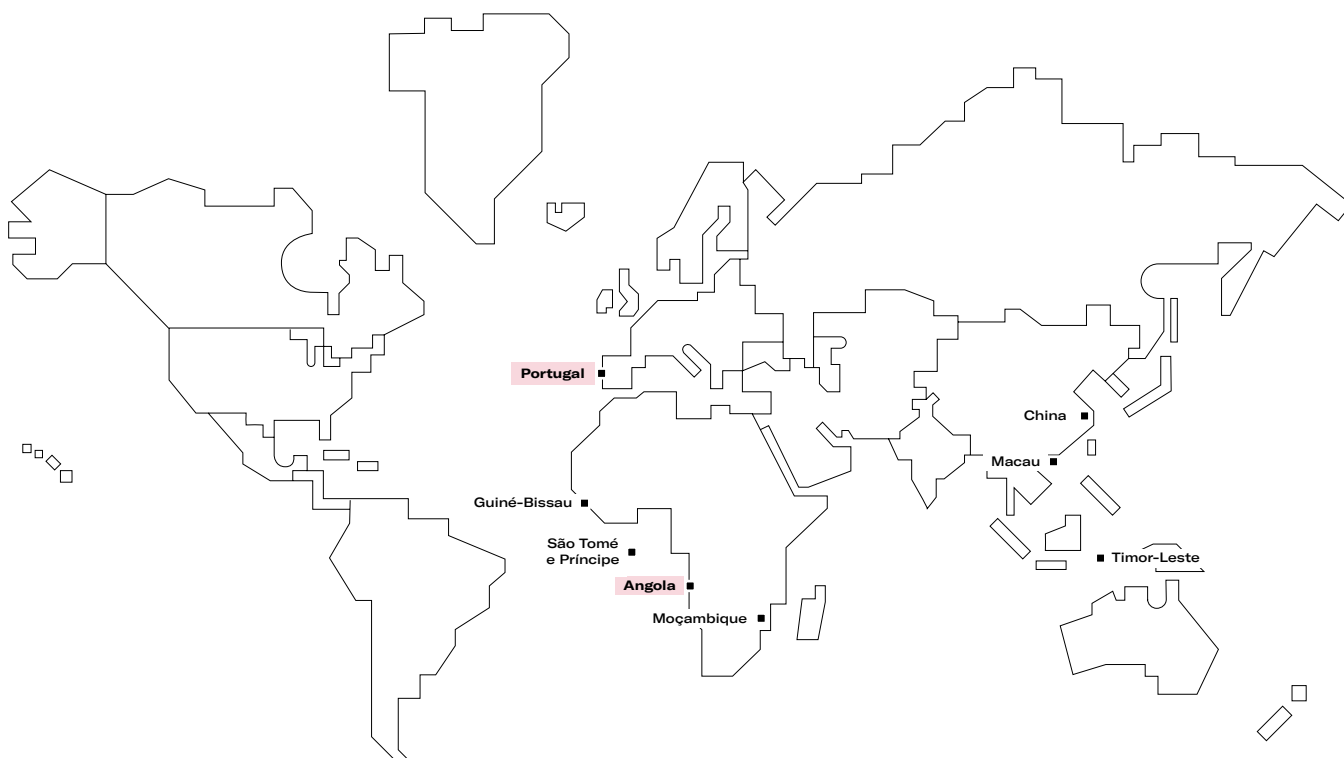 Portugal
China
Macau
Guiné-Bissau
São Tomé
e Príncipe
Timor-Leste
Angola
Moçambique